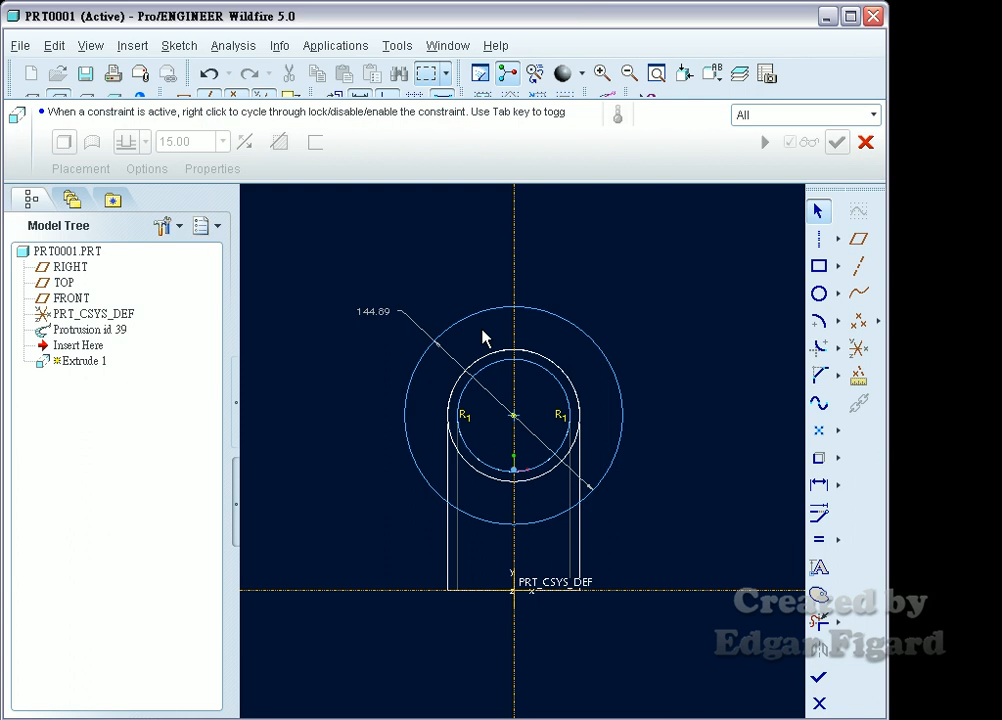 PRT0001 (Active) - Pro/ENGINEER Wildfire 5.0
File Edit View Insert Sketch Analysis Info Applications Tools Window Help
When a constraint is active, right click to cycle through lock/disable/enable the constraint. Use Tab key to togg
All
15.00
Placement Options Properties
Model Tree
PRT0001.PRT
RIGHT
TOP
FRONT
PRT_CSYS_DEF
Protrusion id 39
Insert Here
Extrude 1
144.89
R1 R1
y
PRT_CSYS_DEF
z x
Created by
Edgar Figard